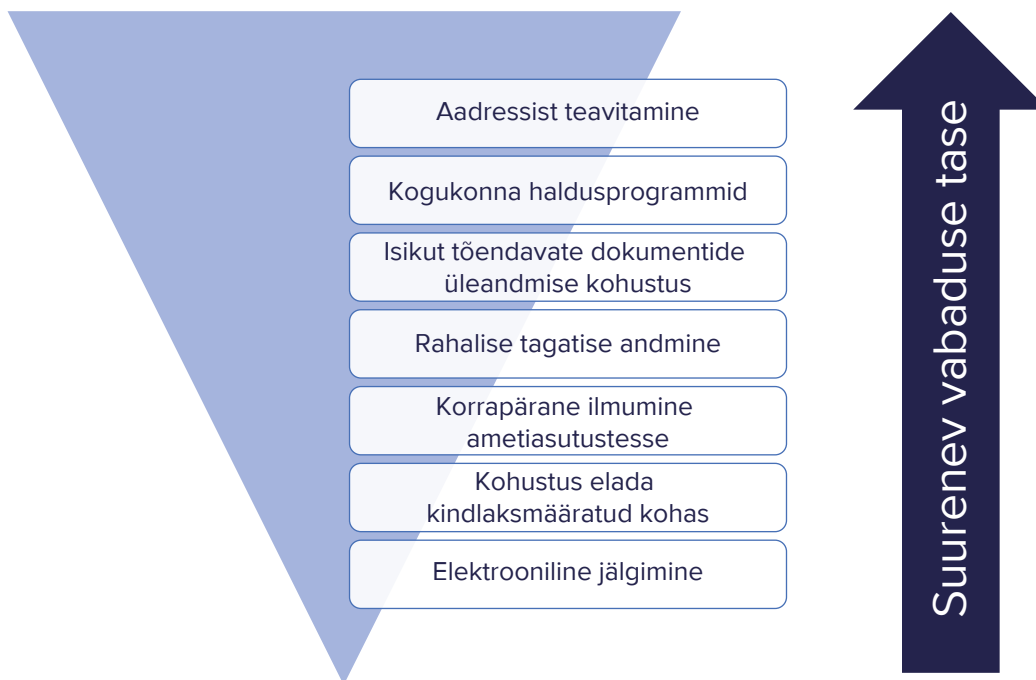 Aadressist teavitamine
Kogukonna haldusprogrammid
Isikut tõendavate dokumentide
üleandmise kohustus
Rahalise tagatise andmine
Korrapärane ilmumine
ametiasutustesse
Kohustus elada
kindlaksmääratud kohas
Elektrooniline jälgimine
Suurenev vabaduse tase